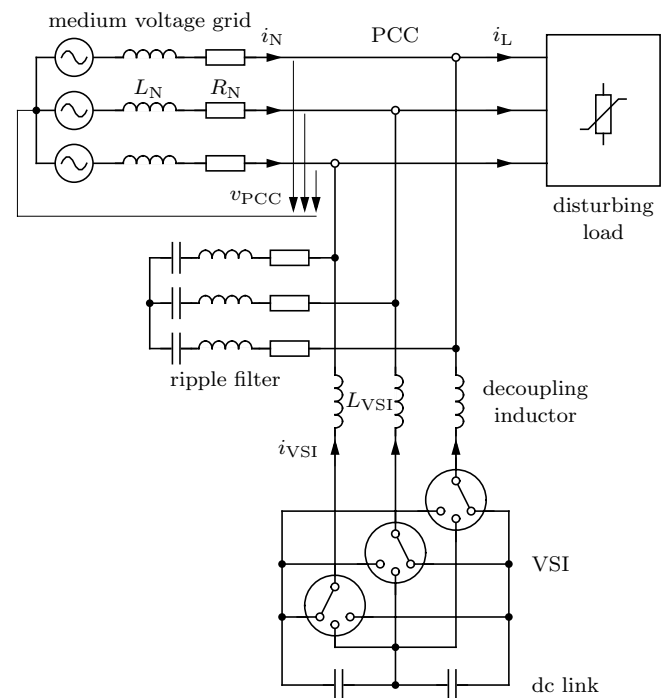 medium voltage grid
i_N
PCC
i_L
L_N
R_N
v_PCC
disturbing
load
ripple filter
L_VSI
decoupling
inductor
i_VSI
VSI
dc link